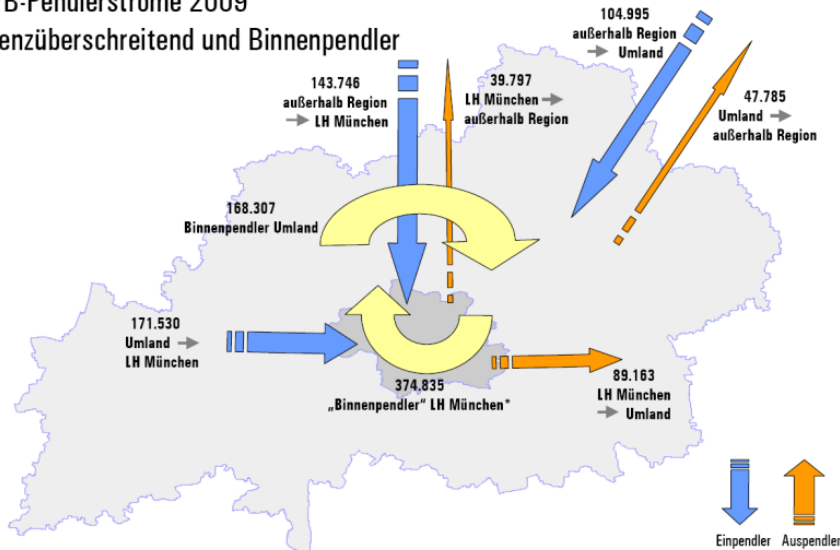 B-Pendlerströme 2009
enzüberschreitend und Binnenpendler
104.995
außerhalb Region
→ Umland
143.746
außerhalb Region
→ LH München
39.797
LH München →
außerhalb Region
47.785
Umland →
außerhalb Region
168.307
Binnenpendler Umland
171.530
Umland →
LH München
374.835
„Binnenpendler“ LH München*
89.163
LH München
→ Umland
Einpendler Auspendler